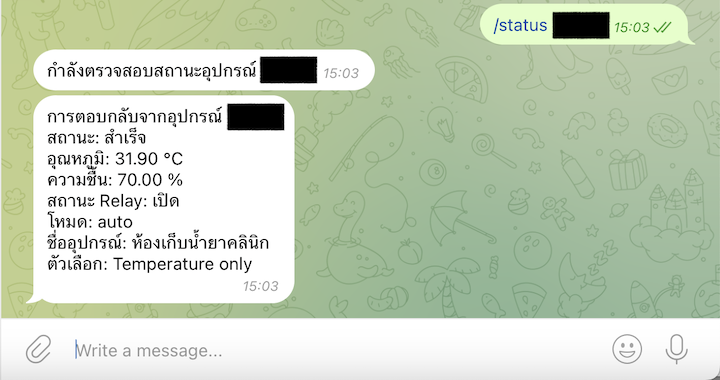 /status 15:03
กำลังตรวจสอบสถานะอุปกรณ์ 15:03
การตอบกลับจากอุปกรณ์
สถานะ: สำเร็จ
อุณหภูมิ: 31.90 °C
ความชื้น: 70.00 %
สถานะ Relay: เปิด
โหมด: auto
ชื่ออุปกรณ์: ห้องเก็บน้ำยาคลินิก
ตัวเลือก: Temperature only
15:03
Write a message...